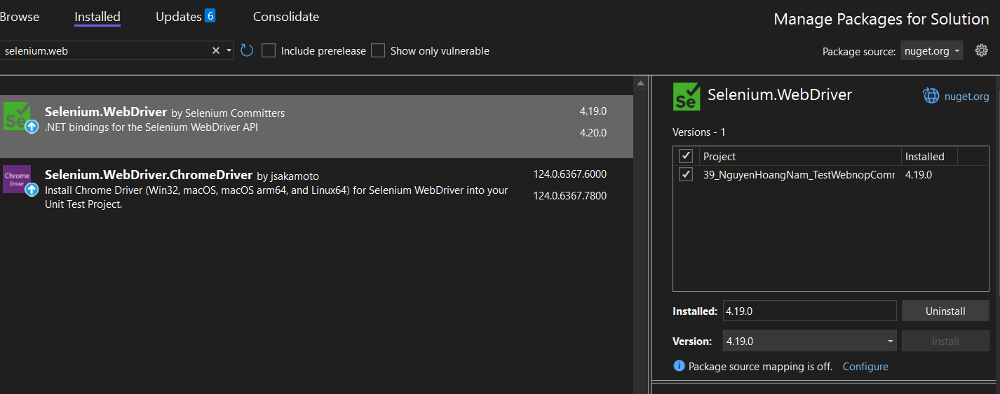 Browse Installed Updates 6 Consolidate
Manage Packages for Solution
selenium.web
Include prerelease
Show only vulnerable
Package source: nuget.org
Se
Selenium.WebDriver by Selenium Committers
4.19.0
.NET bindings for the Selenium WebDriver API
4.20.0
Chrome
Driver
Selenium.WebDriver.ChromeDriver by jsakamoto
124.0.6367.6000
Install Chrome Driver (Win32, macOS, macOS arm64, and Linux64) for Selenium WebDriver into your
124.0.6367.7800
Unit Test Project.
Se
Selenium.WebDriver
nuget.org
Versions - 1
Project Installed
39_NguyenHoangNam_TestWebnopComr 4.19.0
Installed: 4.19.0 Uninstall
Version: 4.19.0 Install
Package source mapping is off. Configure